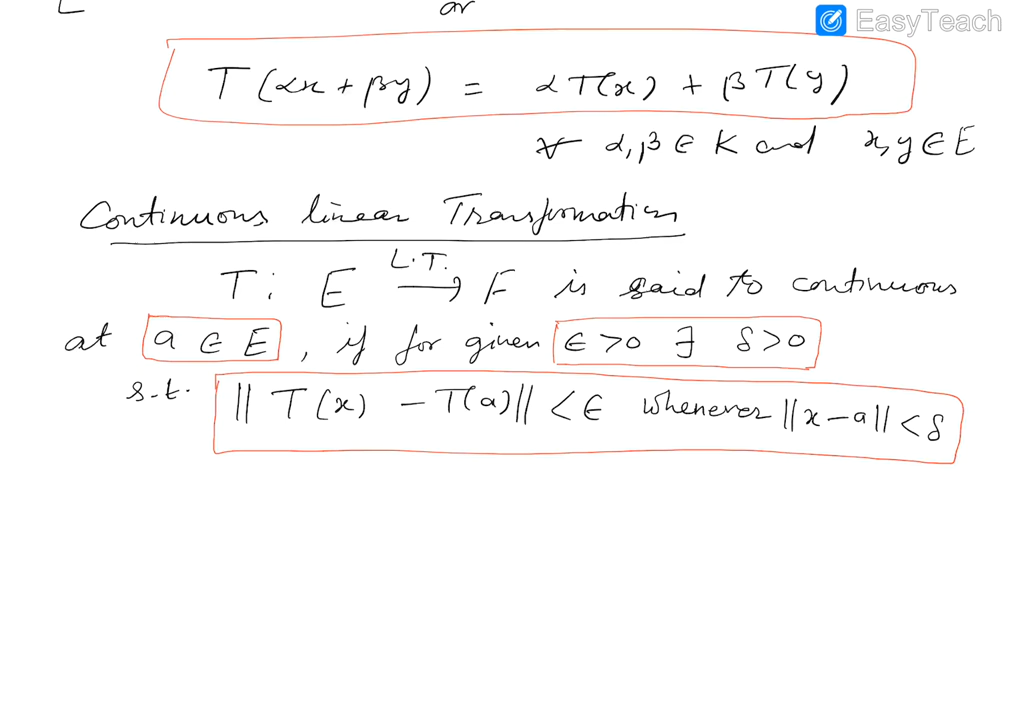 or
EasyTeach
T(αx + βy) = αT(x) + βT(y)
∀ α, β ∈ K and x, y ∈ E
Continuous linear Transformation
T: E L.T.⟶ F is said to continuous
at a ∈ E, if for given ∈ >0 ∃ δ>0
s.t. || T(x) - T(a)|| < ∈ whenever ||x-a|| < δ